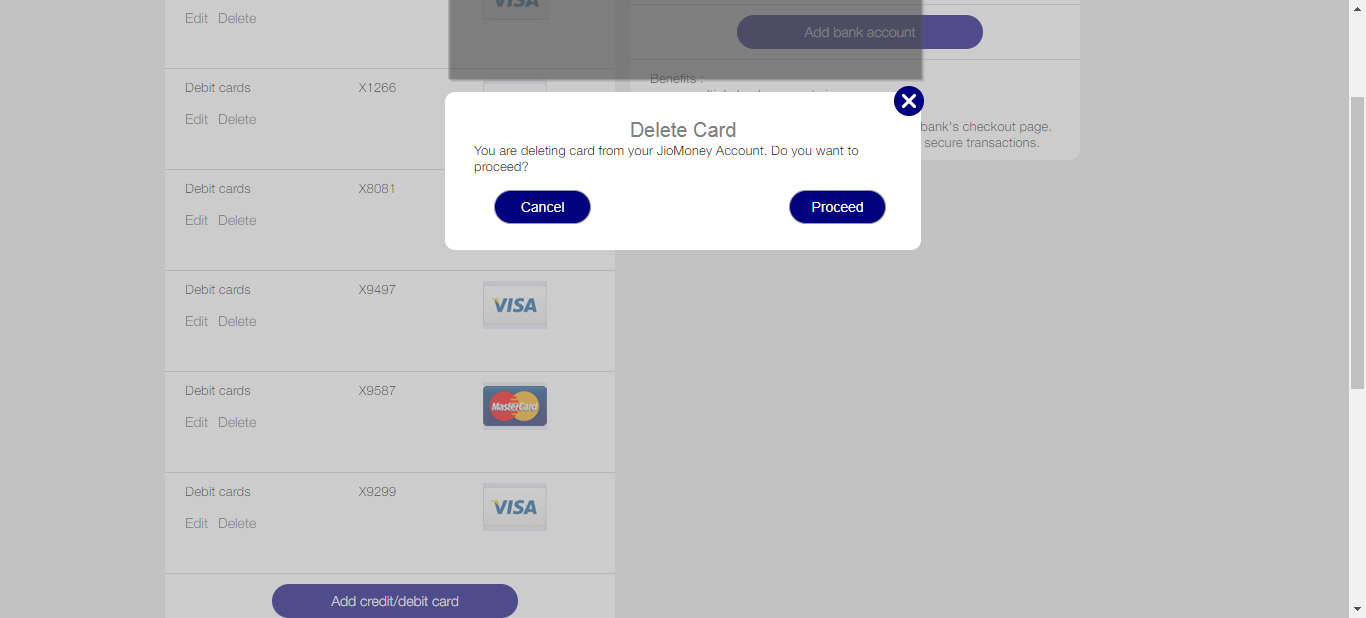 VISA
Edit Delete
Add bank account
Debit cards X1266
Edit Delete
Benefits :
bank's checkout page.
secure transactions.
Delete Card
You are deleting card from your JioMoney Account. Do you want to
proceed?
Cancel Proceed
Debit cards X8081
Edit Delete
Debit cards X9497
VISA
Edit Delete
Debit cards X9587
MasterCard
Edit Delete
Debit cards X9299
VISA
Edit Delete
Add credit/debit card